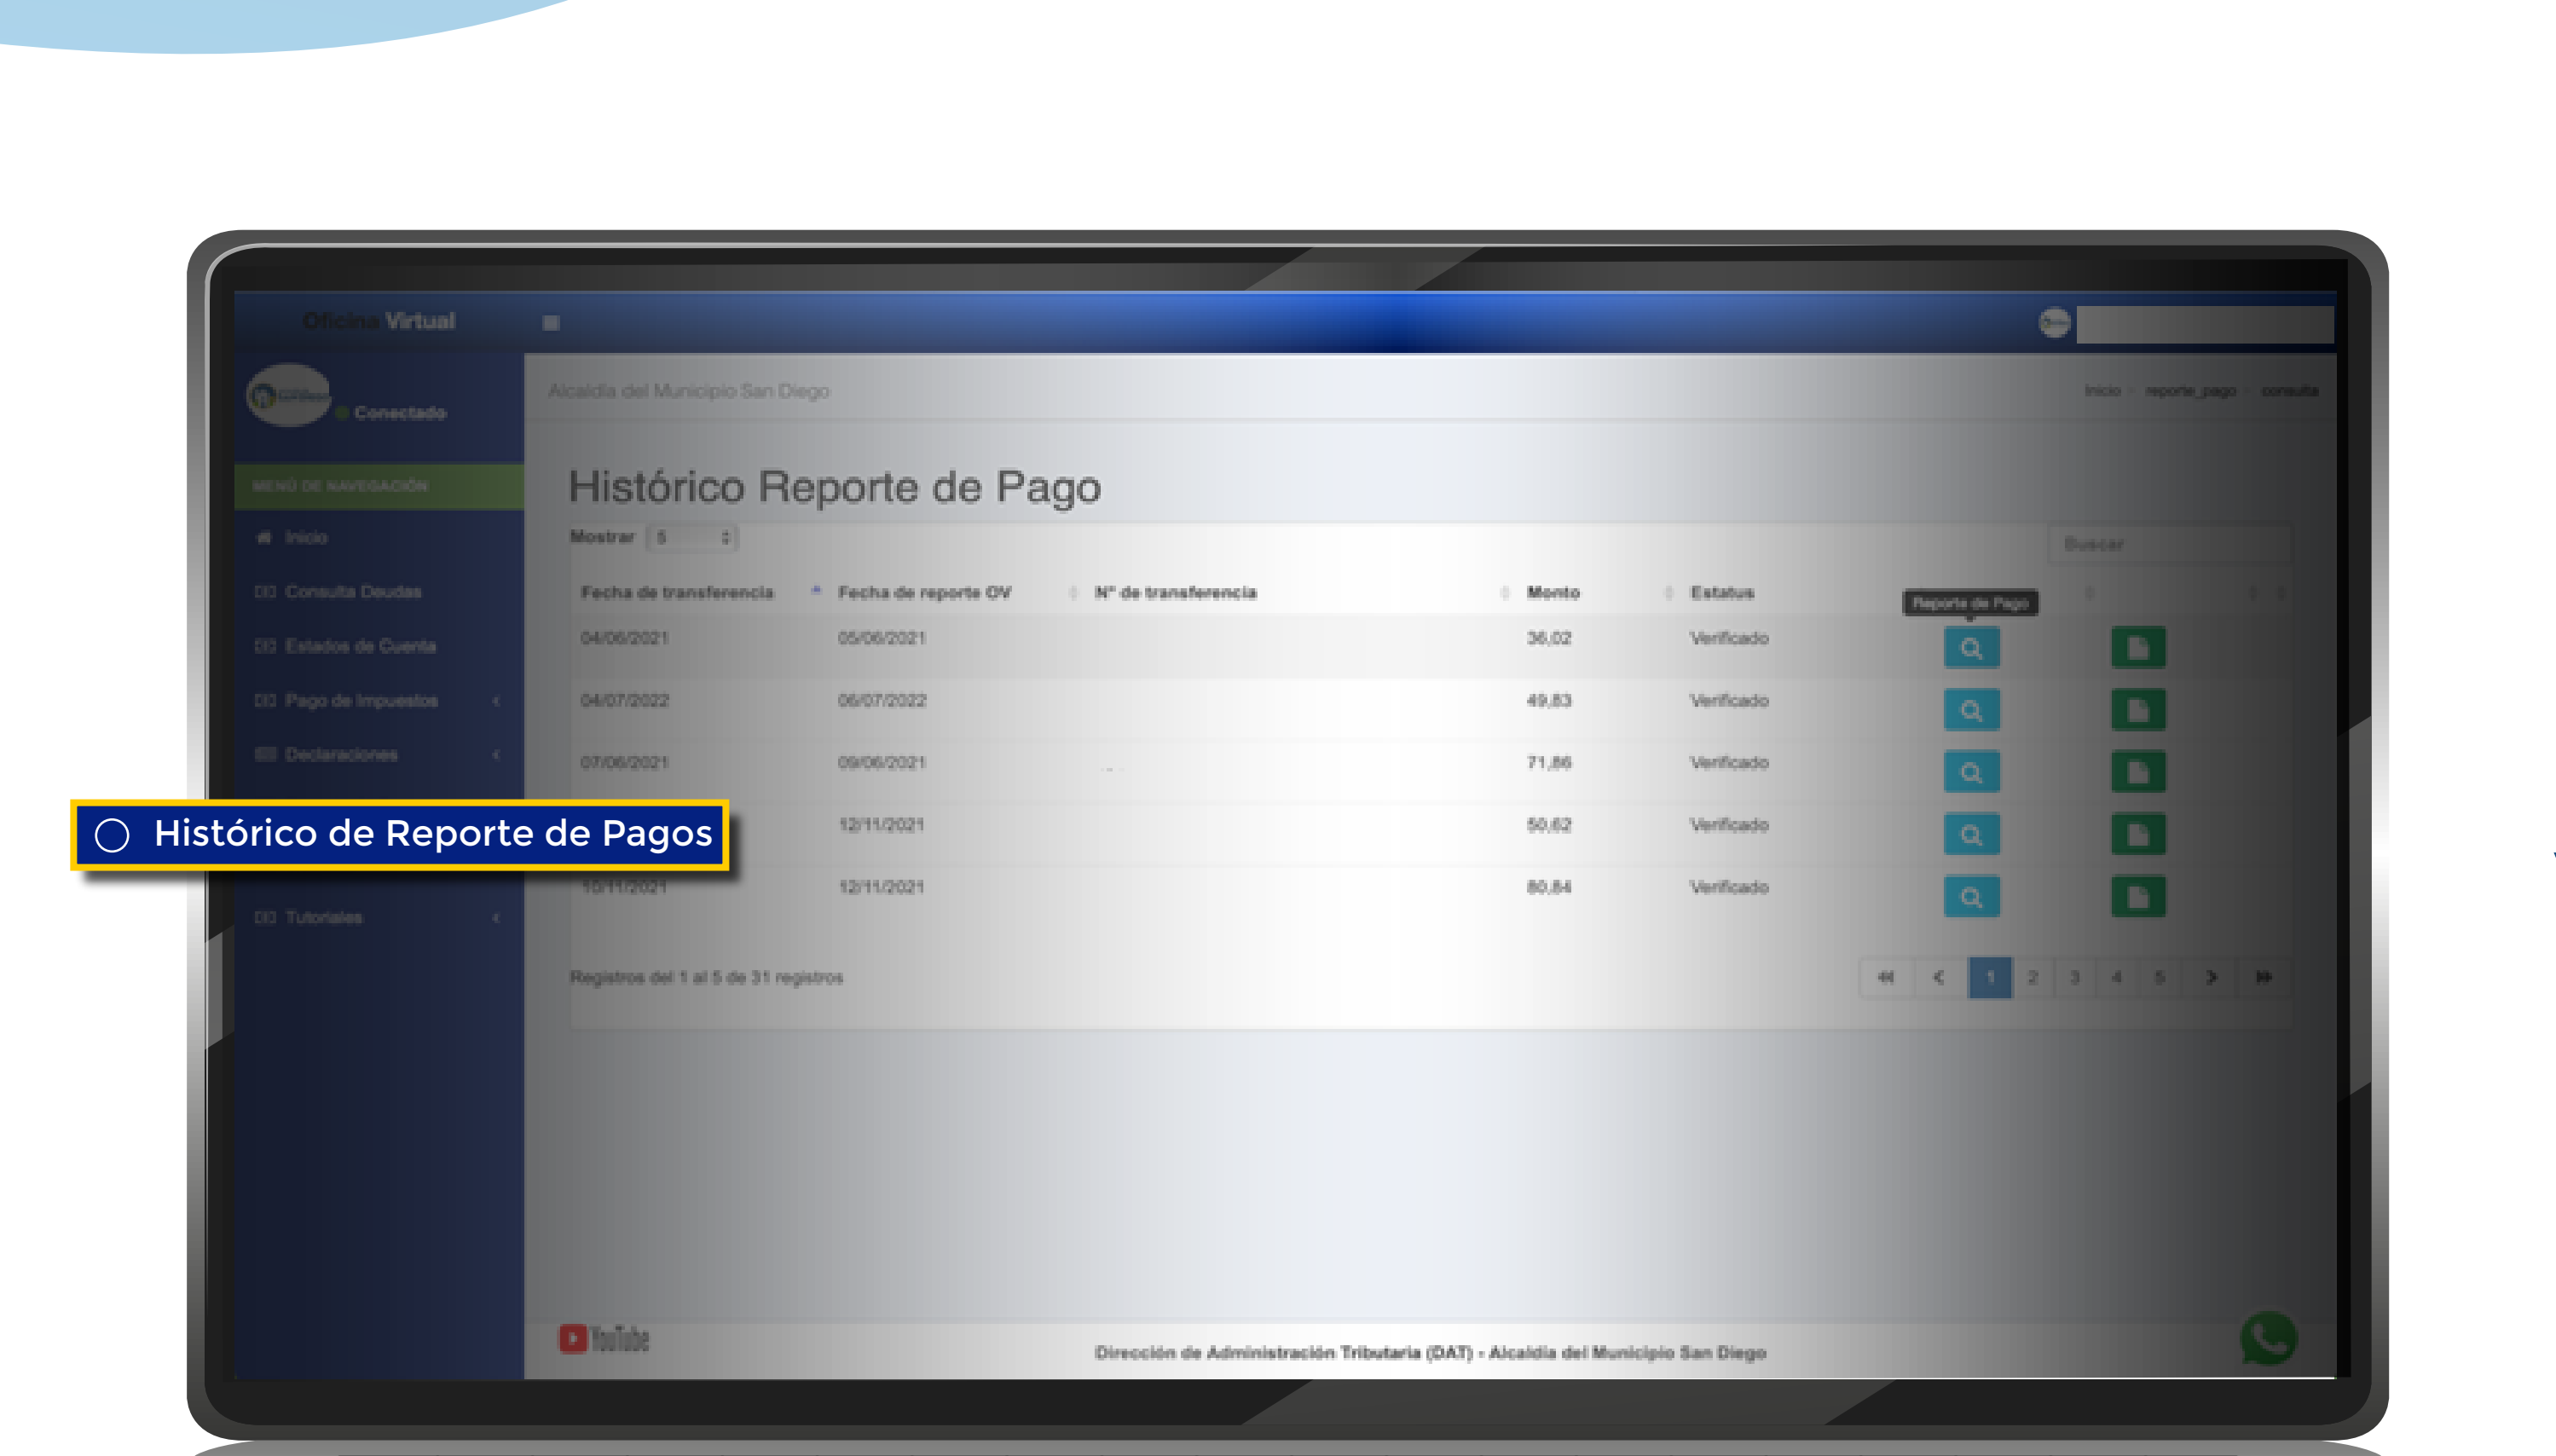 Oficina Virtual
Conectado
Alcaldía del Municipio San Diego
Inicio - reporte_pago - consulta
MENÚ DE NAVEGACIÓN
Inicio
Consulta Deudas
Estados de Cuenta
Pago de Impuestos
Declaraciones
Histórico de Reporte de Pagos
Tutoriales
Histórico Reporte de Pago
Mostrar 5
Buscar
Fecha de transferencia Fecha de reporte OV N° de transferencia Monto Estatus
Reporte de Pago
04/06/2021 05/06/2021 36,02 Verificado
04/07/2022 06/07/2022 49,83 Verificado
07/06/2021 09/06/2021 71,86 Verificado
12/11/2021 50,62 Verificado
10/11/2021 12/11/2021 80,84 Verificado
Registros del 1 al 5 de 31 registros
1 2 3 4 5
YouTube
Dirección de Administración Tributaria (DAT) - Alcaldía del Municipio San Diego